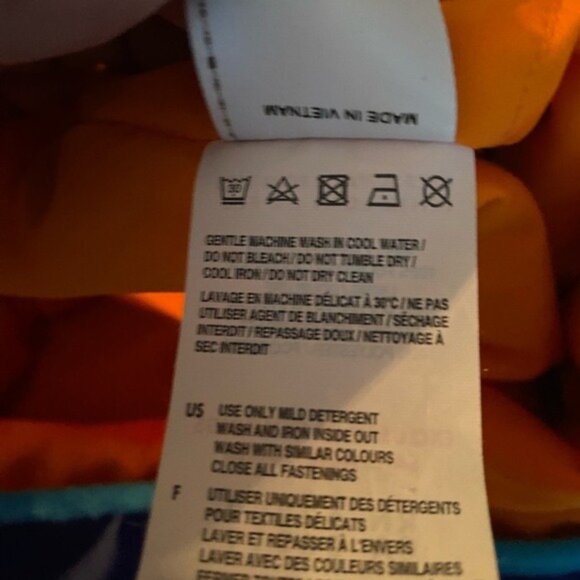 MADE IN VIETNAM
30
GENTLE MACHINE WASH IN COOL WATER /
DO NOT BLEACH / DO NOT TUMBLE DRY /
COOL IRON / DO NOT DRY CLEAN
LAVAGE EN MACHINE DÉLICAT À 30°C / NE PAS
UTILISER AGENT DE BLANCHIMENT / SÉCHAGE
INTERDIT / REPASSAGE DOUX / NETTOYAGE À
SEC INTERDIT
US USE ONLY MILD DETERGENT
WASH AND IRON INSIDE OUT
WASH WITH SIMILAR COLOURS
CLOSE ALL FASTENINGS
F UTILISER UNIQUEMENT DES DÉTERGENTS
POUR TEXTILES DÉLICATS
LAVER ET REPASSER À L'ENVERS
LAVER AVEC DES COULEURS SIMILAIRES